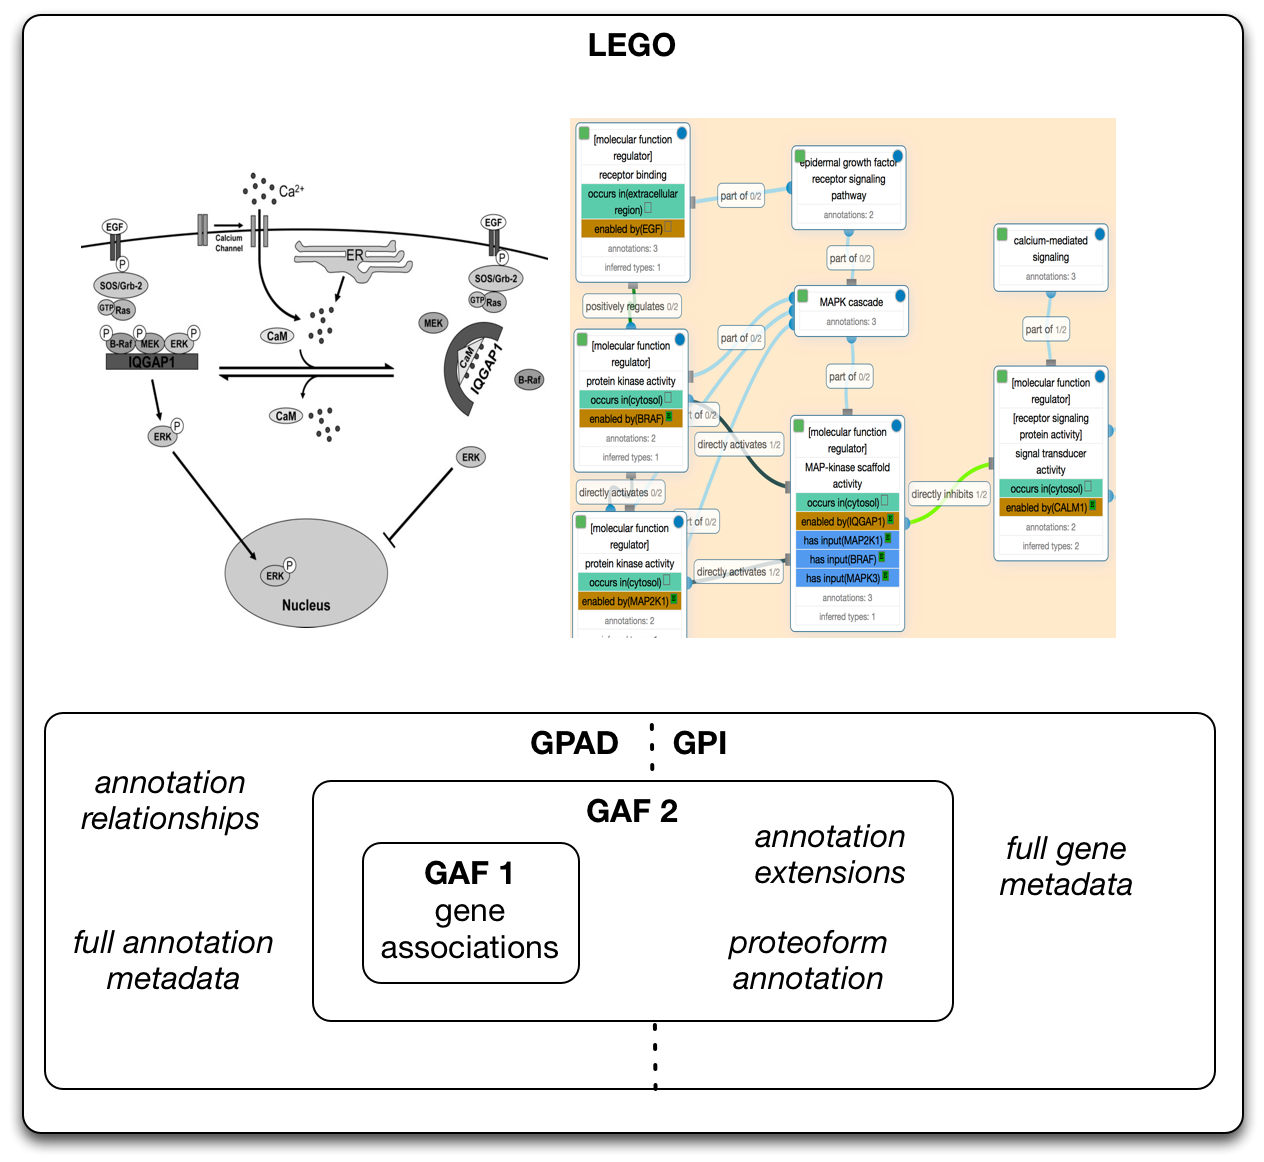 LEGO
Ca2+
EGF
Calcium
Channel
ER
EGF
P
SOS/Grb-2
GTP Ras
P
SOS/Grb-2
GTP Ras
P
P
P
B-Raf
MEK
ERK
IQGAP1
CaM
MEK
CaM
IQGAP1
B-Raf
CaM
ERK
P
ERK
ERK
P
Nucleus
[molecular function
regulator]
receptor binding
occurs in(extracellular
region)
enabled by(EGF)
annotations: 3
inferred types: 1
part of 0/2
epidermal growth factor
receptor signaling
pathway
annotations: 2
part of 0/2
calcium-mediated
signaling
annotations: 3
positively regulates 0/2
MAPK cascade
annotations: 3
part of 0/2
part of 1/2
[molecular function
regulator]
protein kinase activity
occurs in(cytosol)
enabled by(BRAF)
annotations: 2
inferred types: 1
part of 0/2
rt of 0/2
directly activates 1/2
[molecular function
regulator]
MAP-kinase scaffold
activity
occurs in(cytosol)
enabled by(IQGAP1)
has input(MAP2K1)
has input(BRAF)
has input(MAPK3)
annotations: 3
inferred types: 1
[molecular function
regulator]
[receptor signaling
protein activity]
signal transducer
activity
occurs in(cytosol)
enabled by(CALM1)
annotations: 2
inferred types: 2
directly inhibits 1/2
directly activates 0/2
rt of 0/2
[molecular function
regulator]
protein kinase activity
occurs in(cytosol)
enabled by(MAP2K1)
annotations: 2
directly activates 1/2
GPAD
GPI
annotation
relationships
full annotation
metadata
GAF 2
GAF 1
gene
associations
annotation
extensions
proteoform
annotation
full gene
metadata